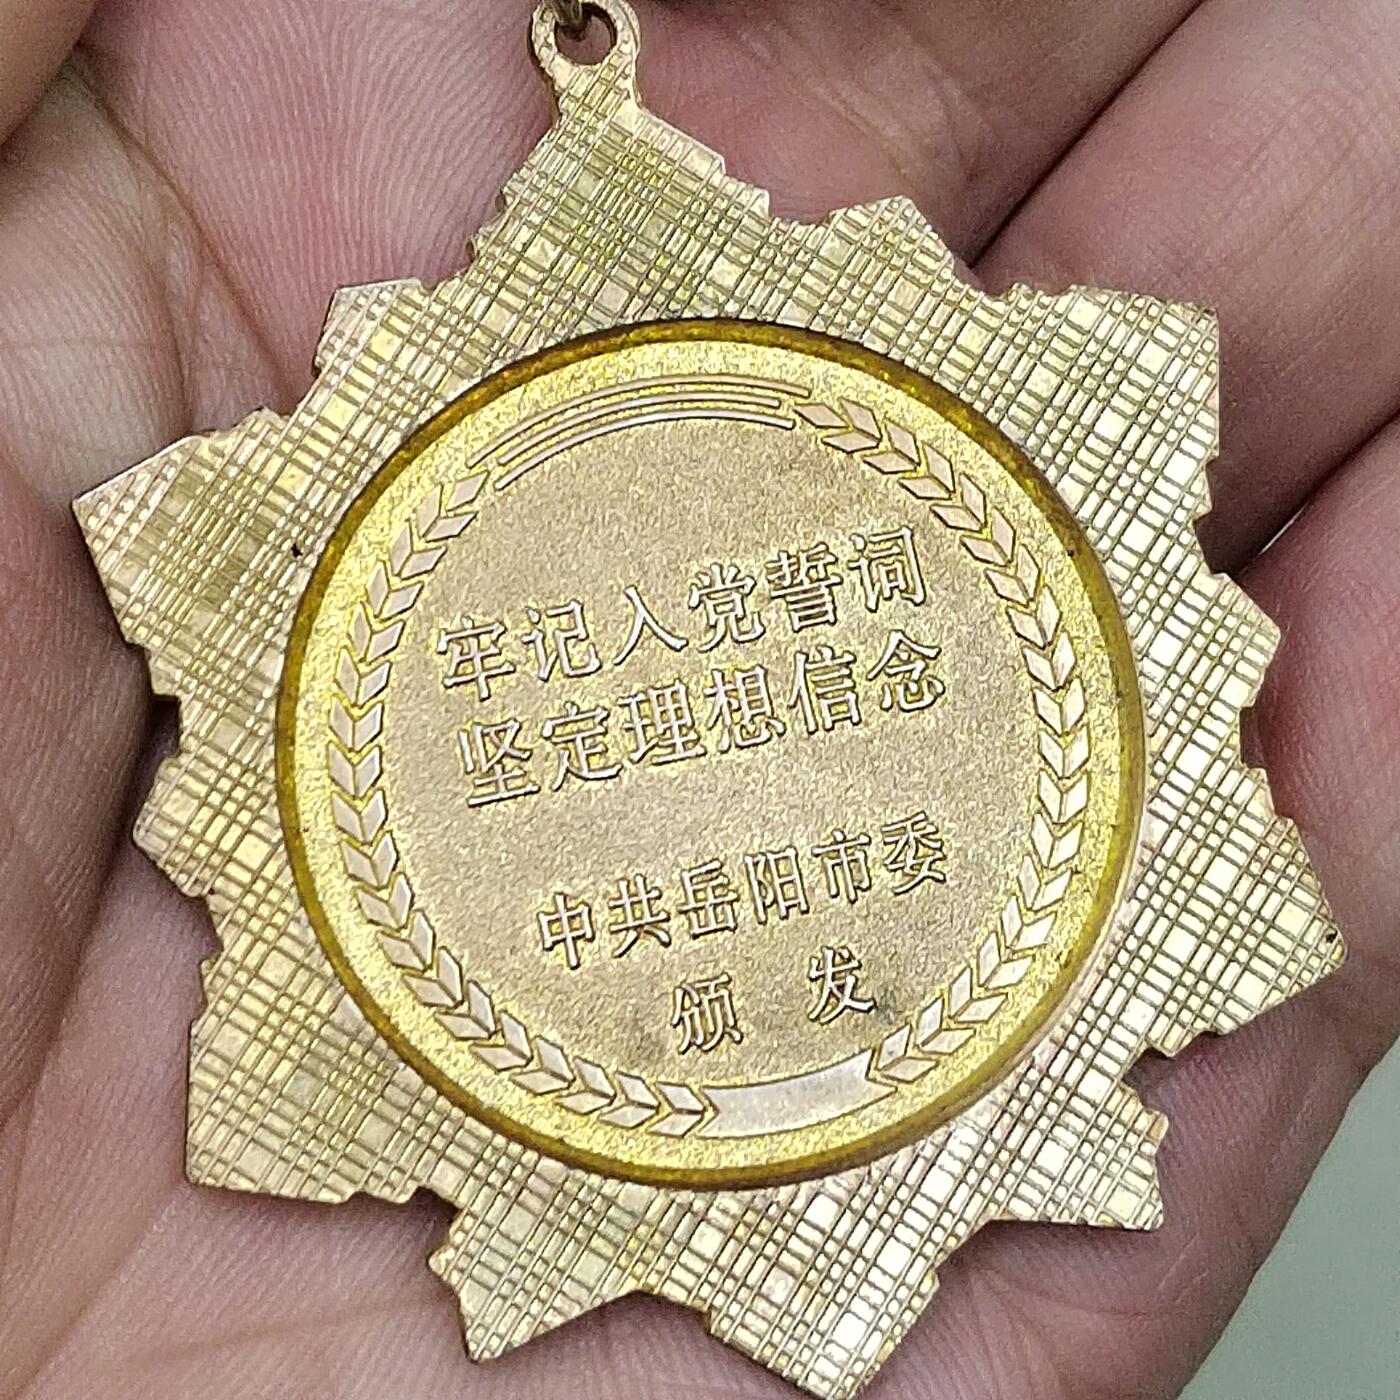 牢记入党誓词
坚定理想信念
中共岳阳市委
颁发